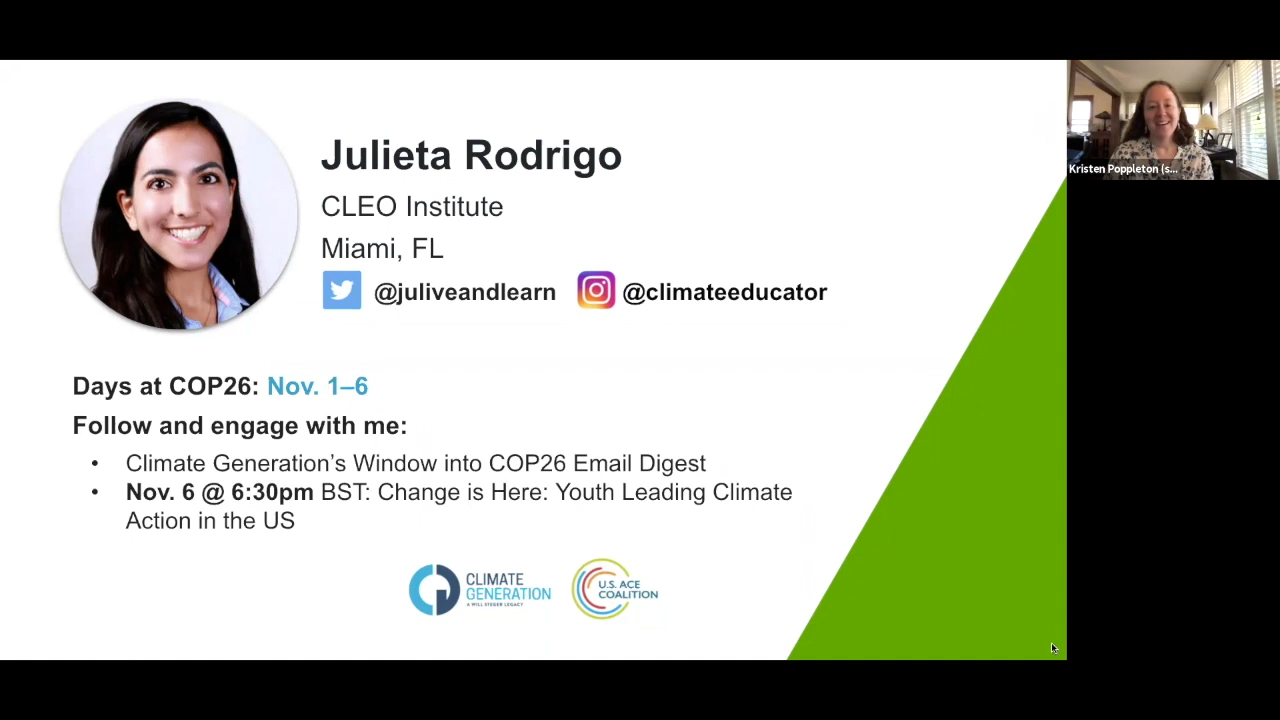 Julieta Rodrigo
CLEO Institute
Miami, FL
@juliveandlearn @climateeducator
Days at COP26: Nov. 1–6
Follow and engage with me:
• Climate Generation’s Window into COP26 Email Digest
• Nov. 6 @ 6:30pm BST: Change is Here: Youth Leading Climate
Action in the US
CLIMATE
GENERATION
A WILL STEGER LEGACY
U.S. ACE
COALITION
Kristen Poppleton (s...